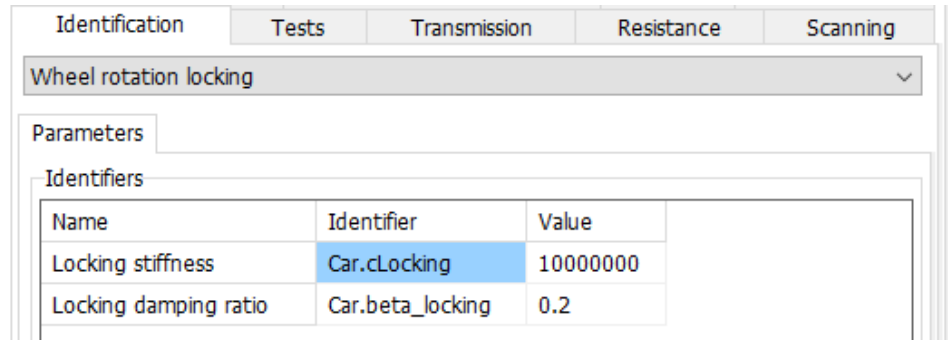 Identification Tests Transmission Resistance Scanning
Wheel rotation locking
Parameters
Identifiers
Name Identifier Value
Locking stiffness Car.cLocking 10000000
Locking damping ratio Car.beta_locking 0.2